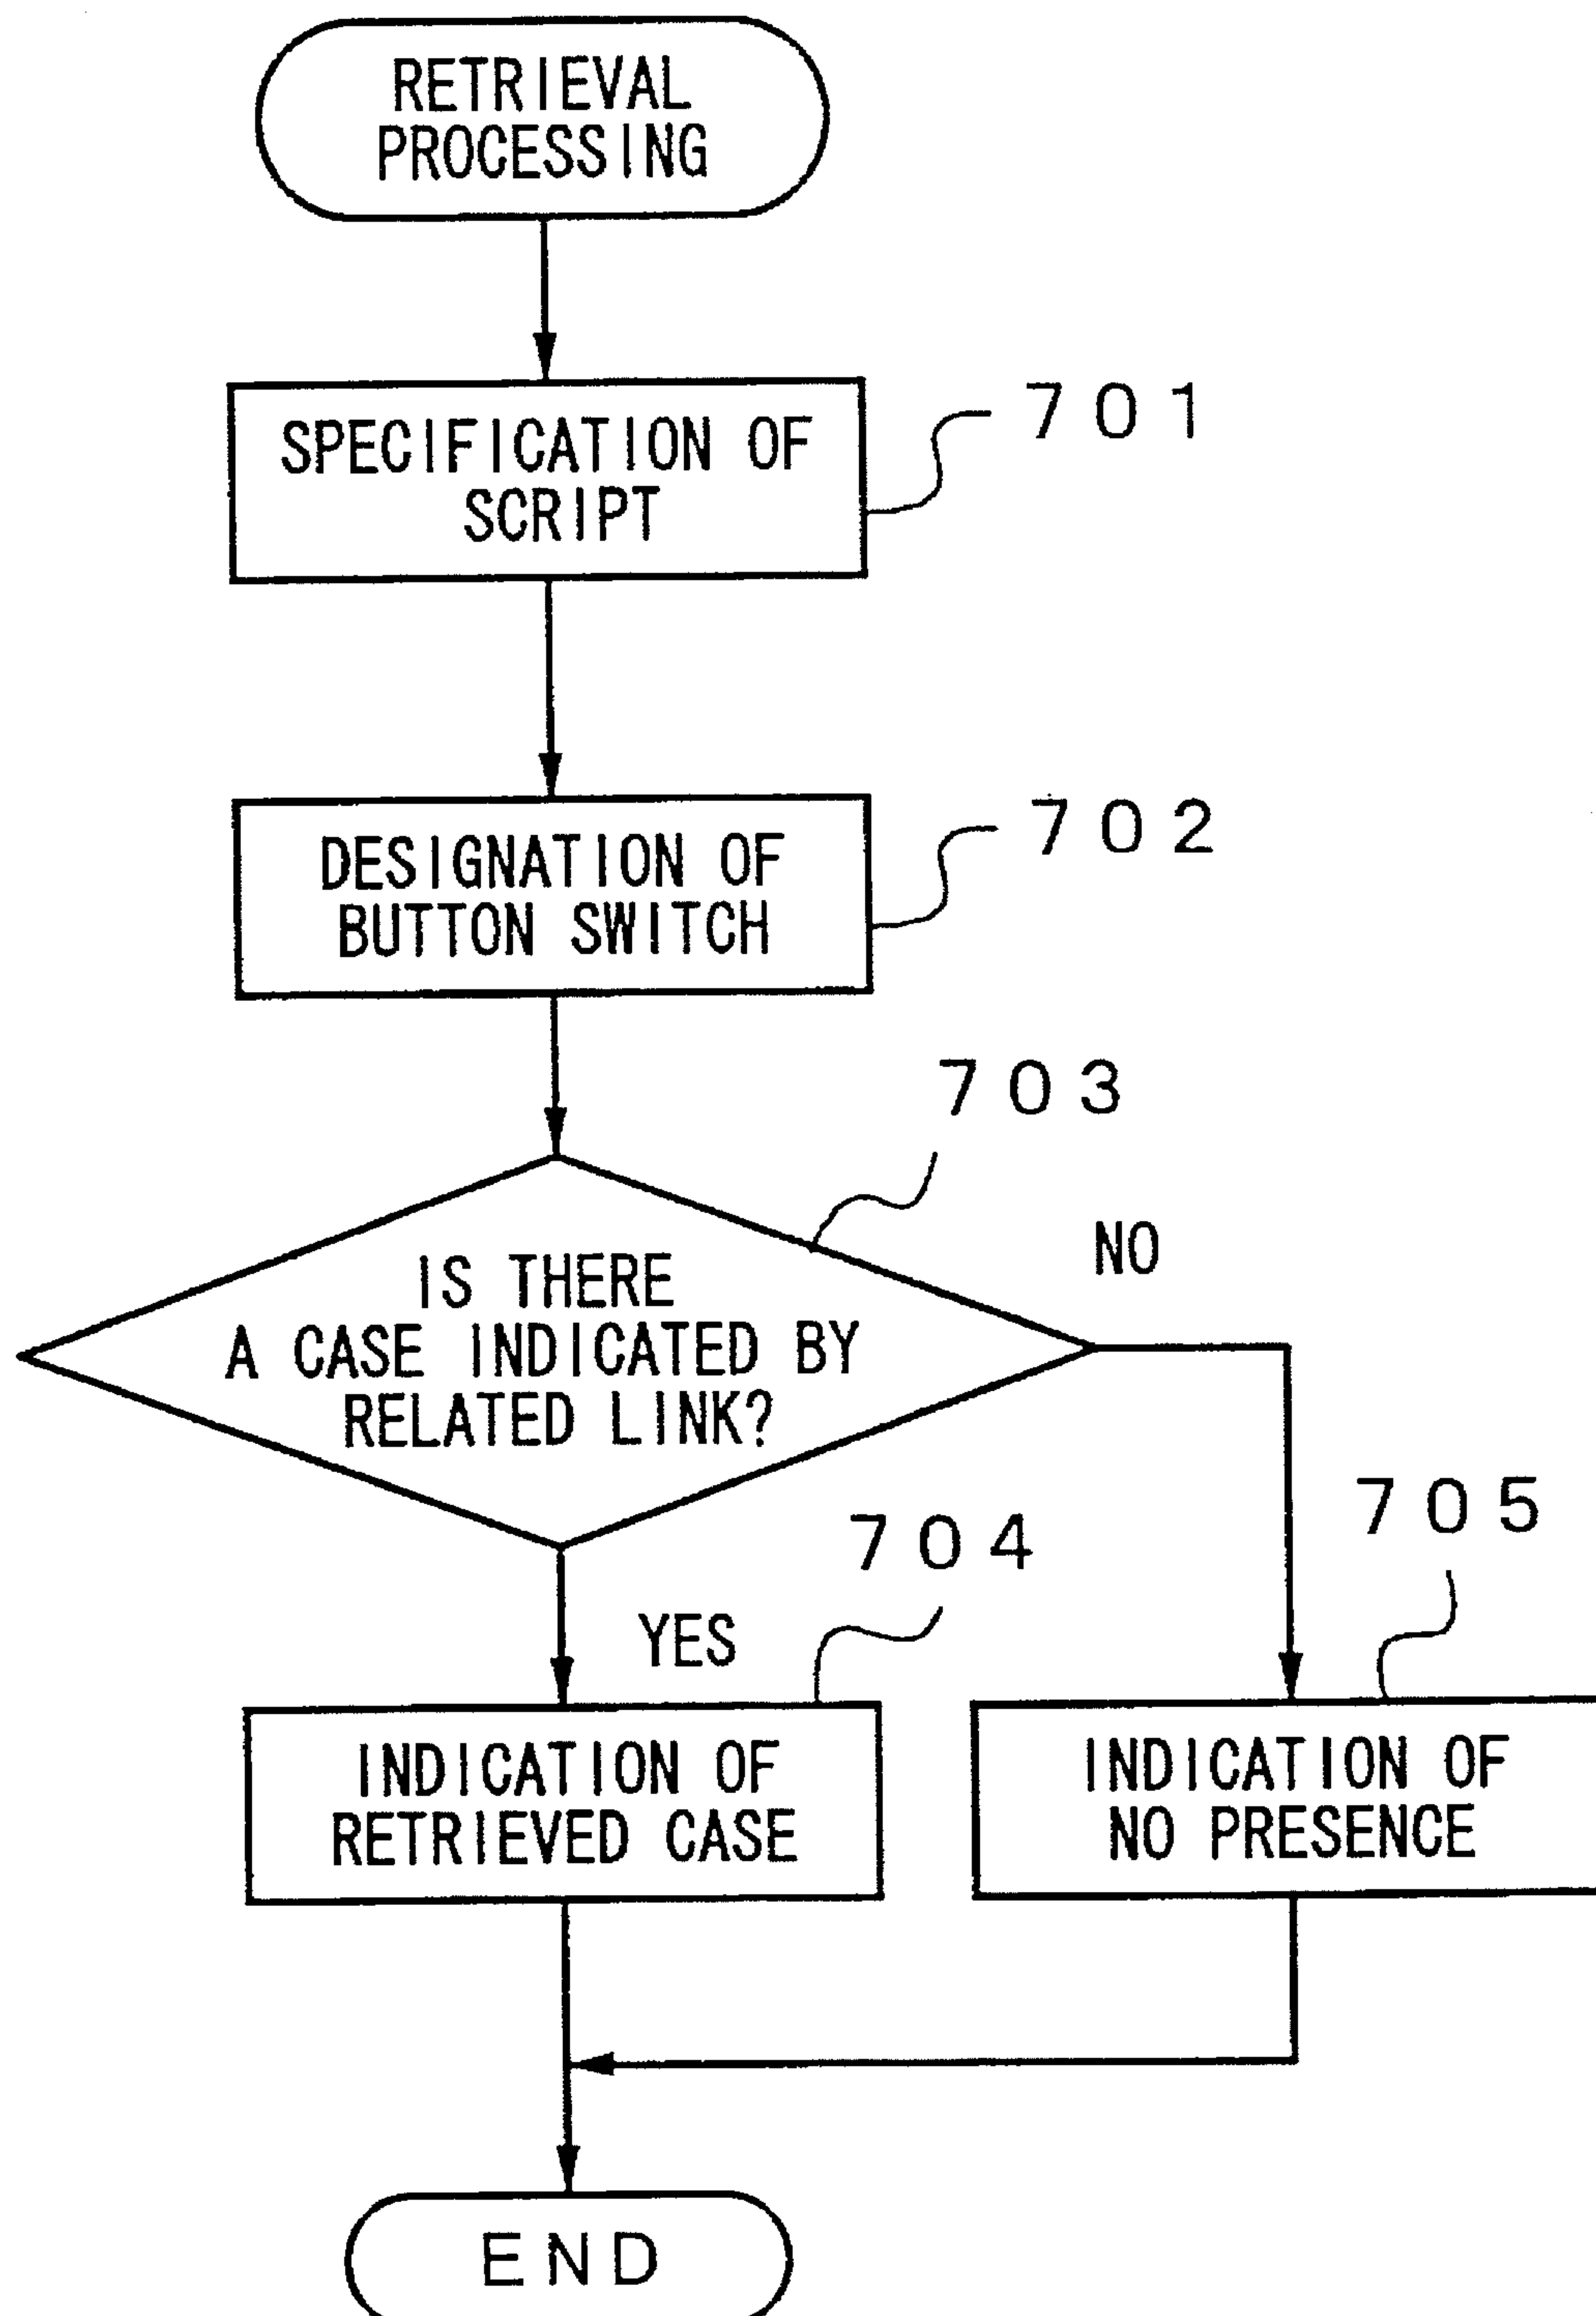 RETRIEVAL
PROCESSING
SPECIFICATION OF
SCRIPT
701
DESIGNATION OF
BUTTON SWITCH
702
703
IS THERE
A CASE INDICATED BY
RELATED LINK?
NO
YES
704
INDICATION OF
RETRIEVED CASE
705
INDICATION OF
NO PRESENCE
END